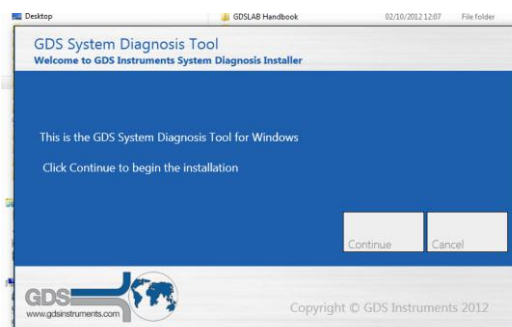 Desktop GDSLAB Handbook 02/10/2012 12:07 File folder
GDS System Diagnosis Tool
Welcome to GDS Instruments System Diagnosis Installer
This is the GDS System Diagnosis Tool for Windows
Click Continue to begin the installation
Continue Cancel
GDS
www.gdsinstruments.com
Copyright © GDS Instruments 2012